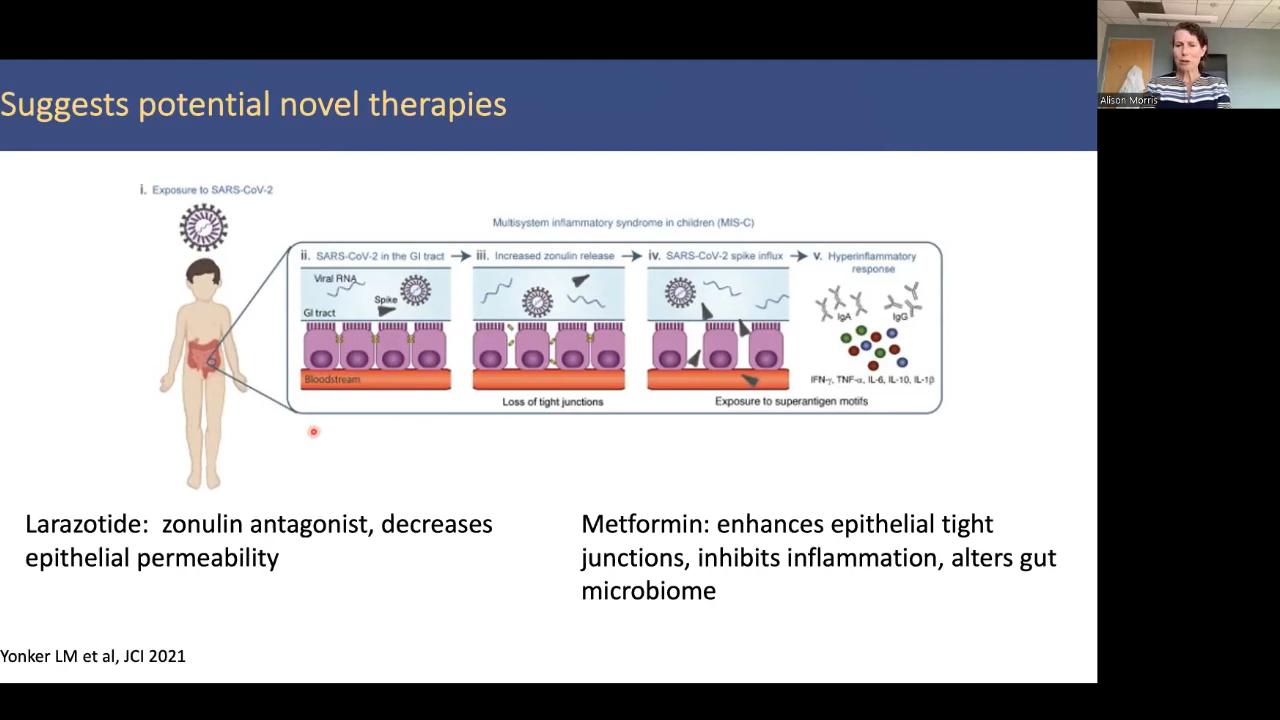 Suggests potential novel therapies
Alison Morris
i. Exposure to SARS-CoV-2
Multisystem inflammatory syndrome in children (MIS-C)
ii. SARS-CoV-2 in the GI tract
Viral RNA
Spike
GI tract
Bloodstream
iii. Increased zonulin release
Loss of tight junctions
iv. SARS-CoV-2 spike influx
Exposure to superantigen motifs
v. Hyperinflammatory
response
IgA
IgG
IFN-γ, TNF-α, IL-6, IL-10, IL-1β
Larazotide: zonulin antagonist, decreases
epithelial permeability
Metformin: enhances epithelial tight
junctions, inhibits inflammation, alters gut
microbiome
Yonker LM et al, JCI 2021